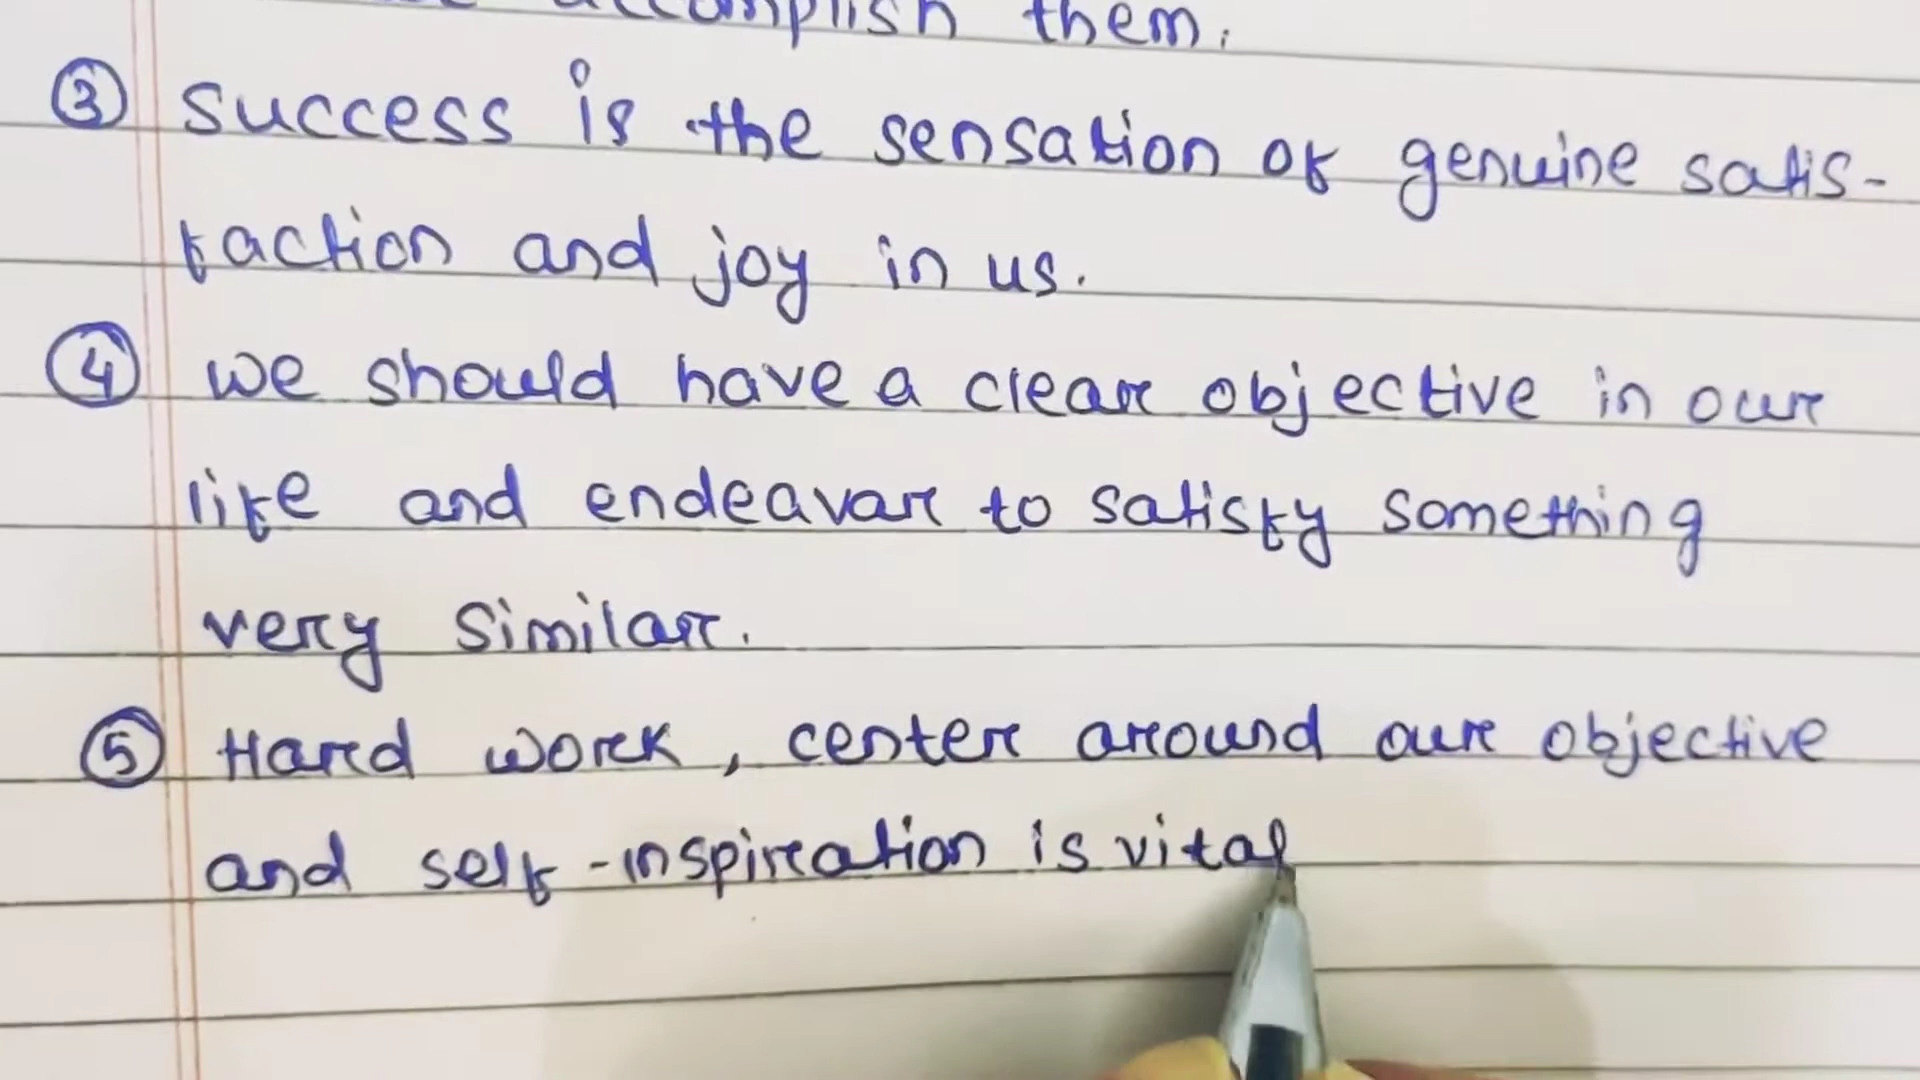 accomplish them.
③ success is the sensation of genuine satis-
faction and joy in us.
④ we should have a clear objective in our
life and endeavar to satisfy something
very similar.
⑤ Hard work, center around our objective
and self-inspiration is vital